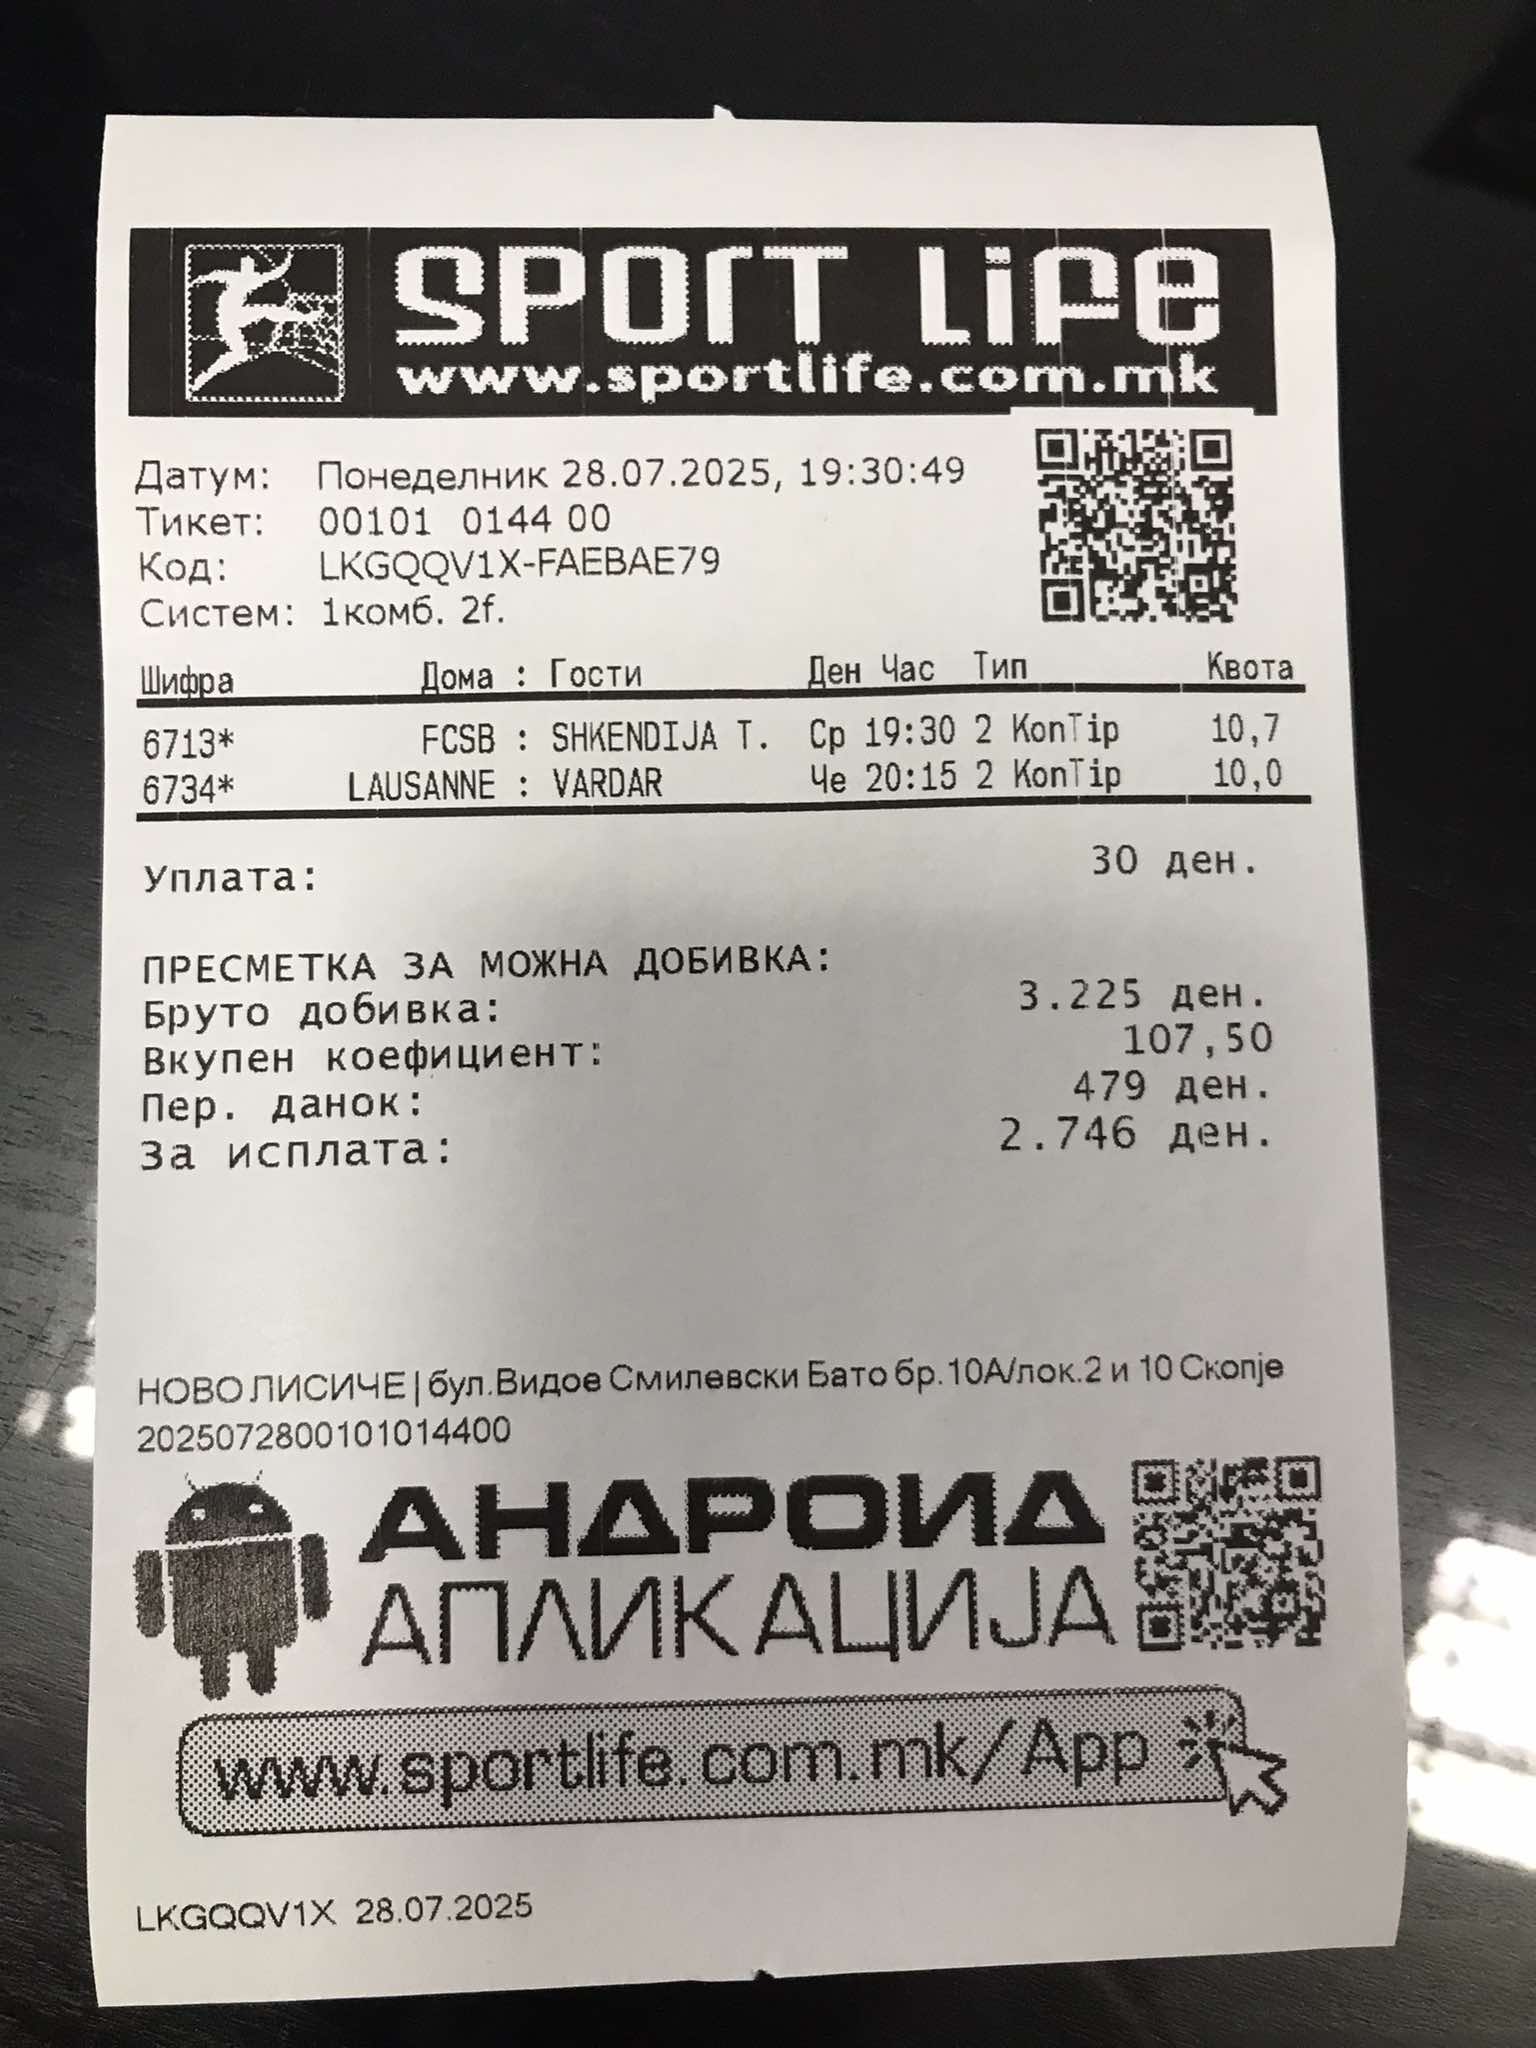 SPORT LIFE
www.sportlife.com.mk
Датум: Понеделник 28.07.2025, 19:30:49
Тикет: 00101 0144 00
Код: LKGQQV1X-FAEBAE79
Систем: 1комб. 2f.
Шифра Дома : Гости Ден Час Тип Квота
6713* FCSB : SHKENDIJA T. Ср 19:30 2 KonTip 10,7
6734* LAUSANNE : VARDAR Че 20:15 2 KonTip 10,0
Уплата: 30 ден.
ПРЕСМЕТКА ЗА МОЖНА ДОБИВКА:
Бруто добивка: 3.225 ден.
Вкупен коефициент: 107,50
Пер. данок: 479 ден.
За исплата: 2.746 ден.
НОВО ЛИСИЧЕ|бул.Видое Смилевски Бато бр.10А/лок.2 и 10 Скопје
2025072800101014400
АНДРОИД
АПЛИКАЦИЈА
www.sportlife.com.mk/App
LKGQQV1X 28.07.2025